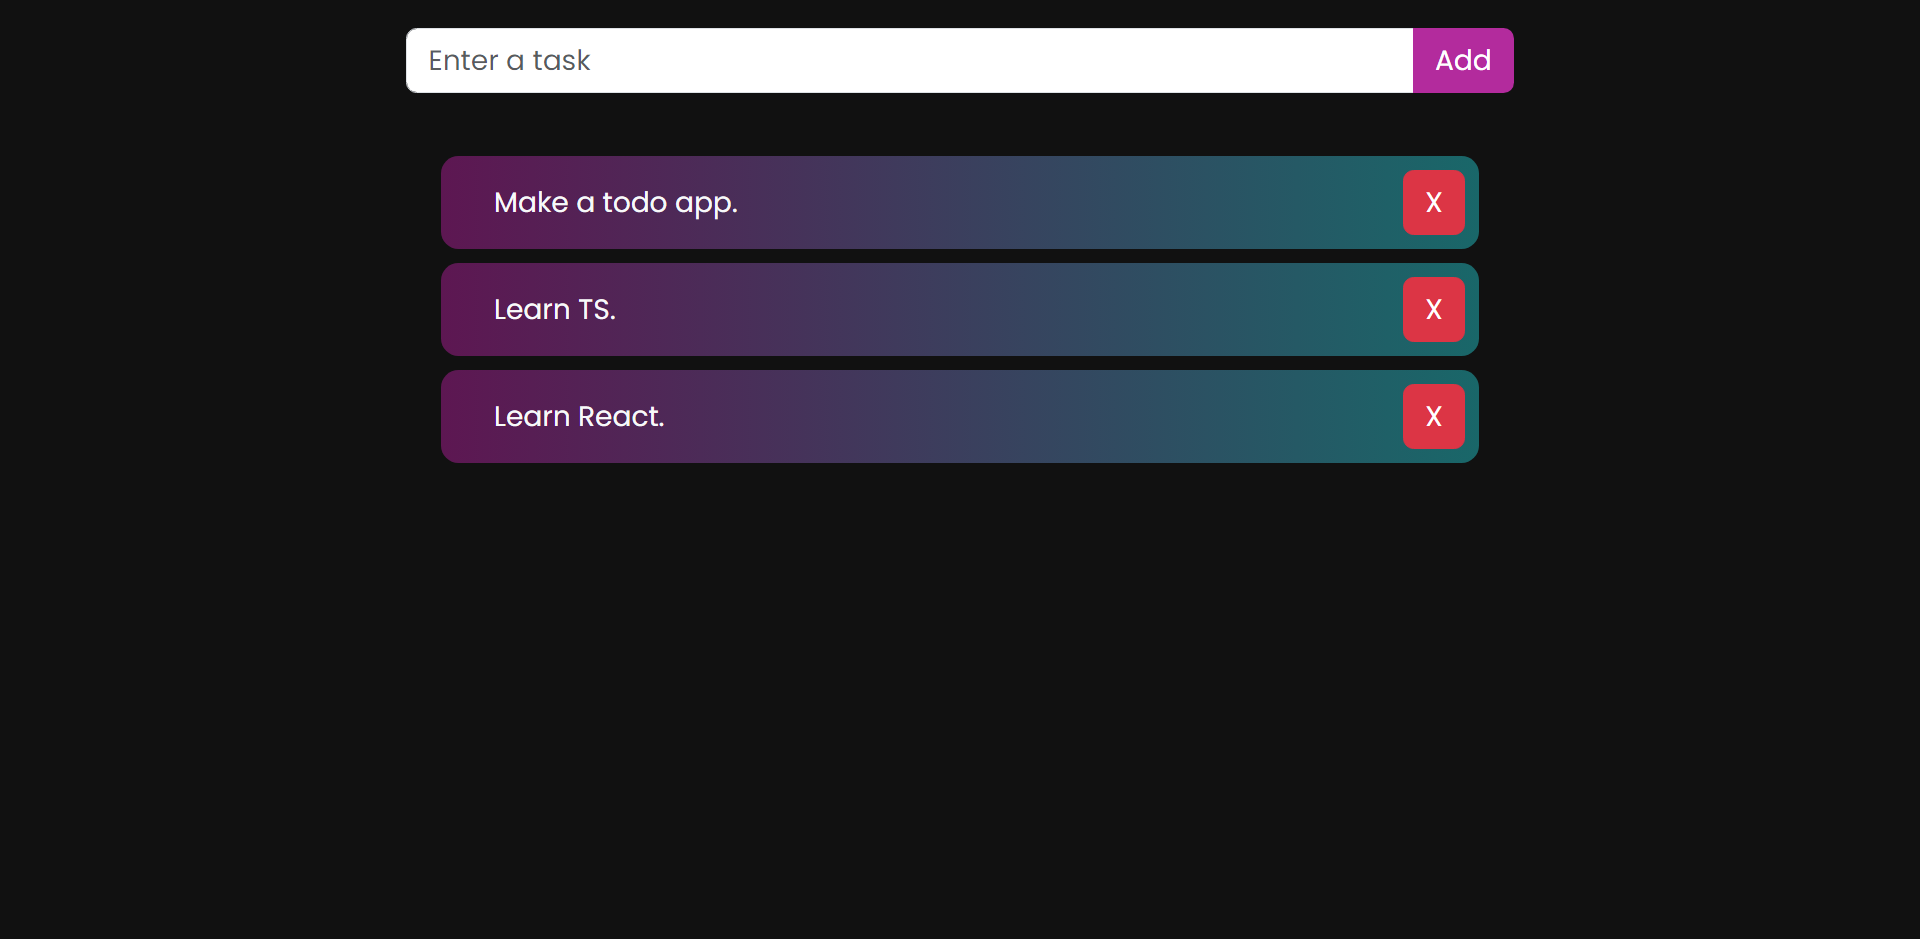 Enter a task
Add
Make a todo app.
X
Learn TS.
X
Learn React.
X